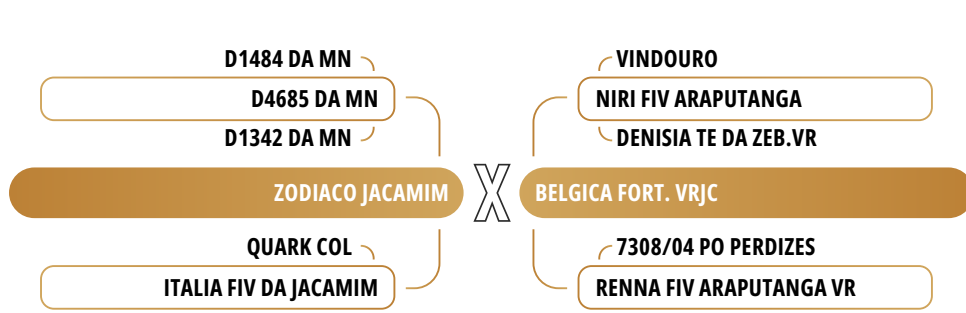 D1484 DA MN
D4685 DA MN
D1342 DA MN
ZODIACO JACAMIM
QUARK COL
ITALIA FIV DA JACAMIM
X
VINDOURO
NIRI FIV ARAPUTANGA
DENISIA TE DA ZEB.VR
BELGICA FORT. VRJC
7308/04 PO PERDIZES
RENNA FIV ARAPUTANGA VR